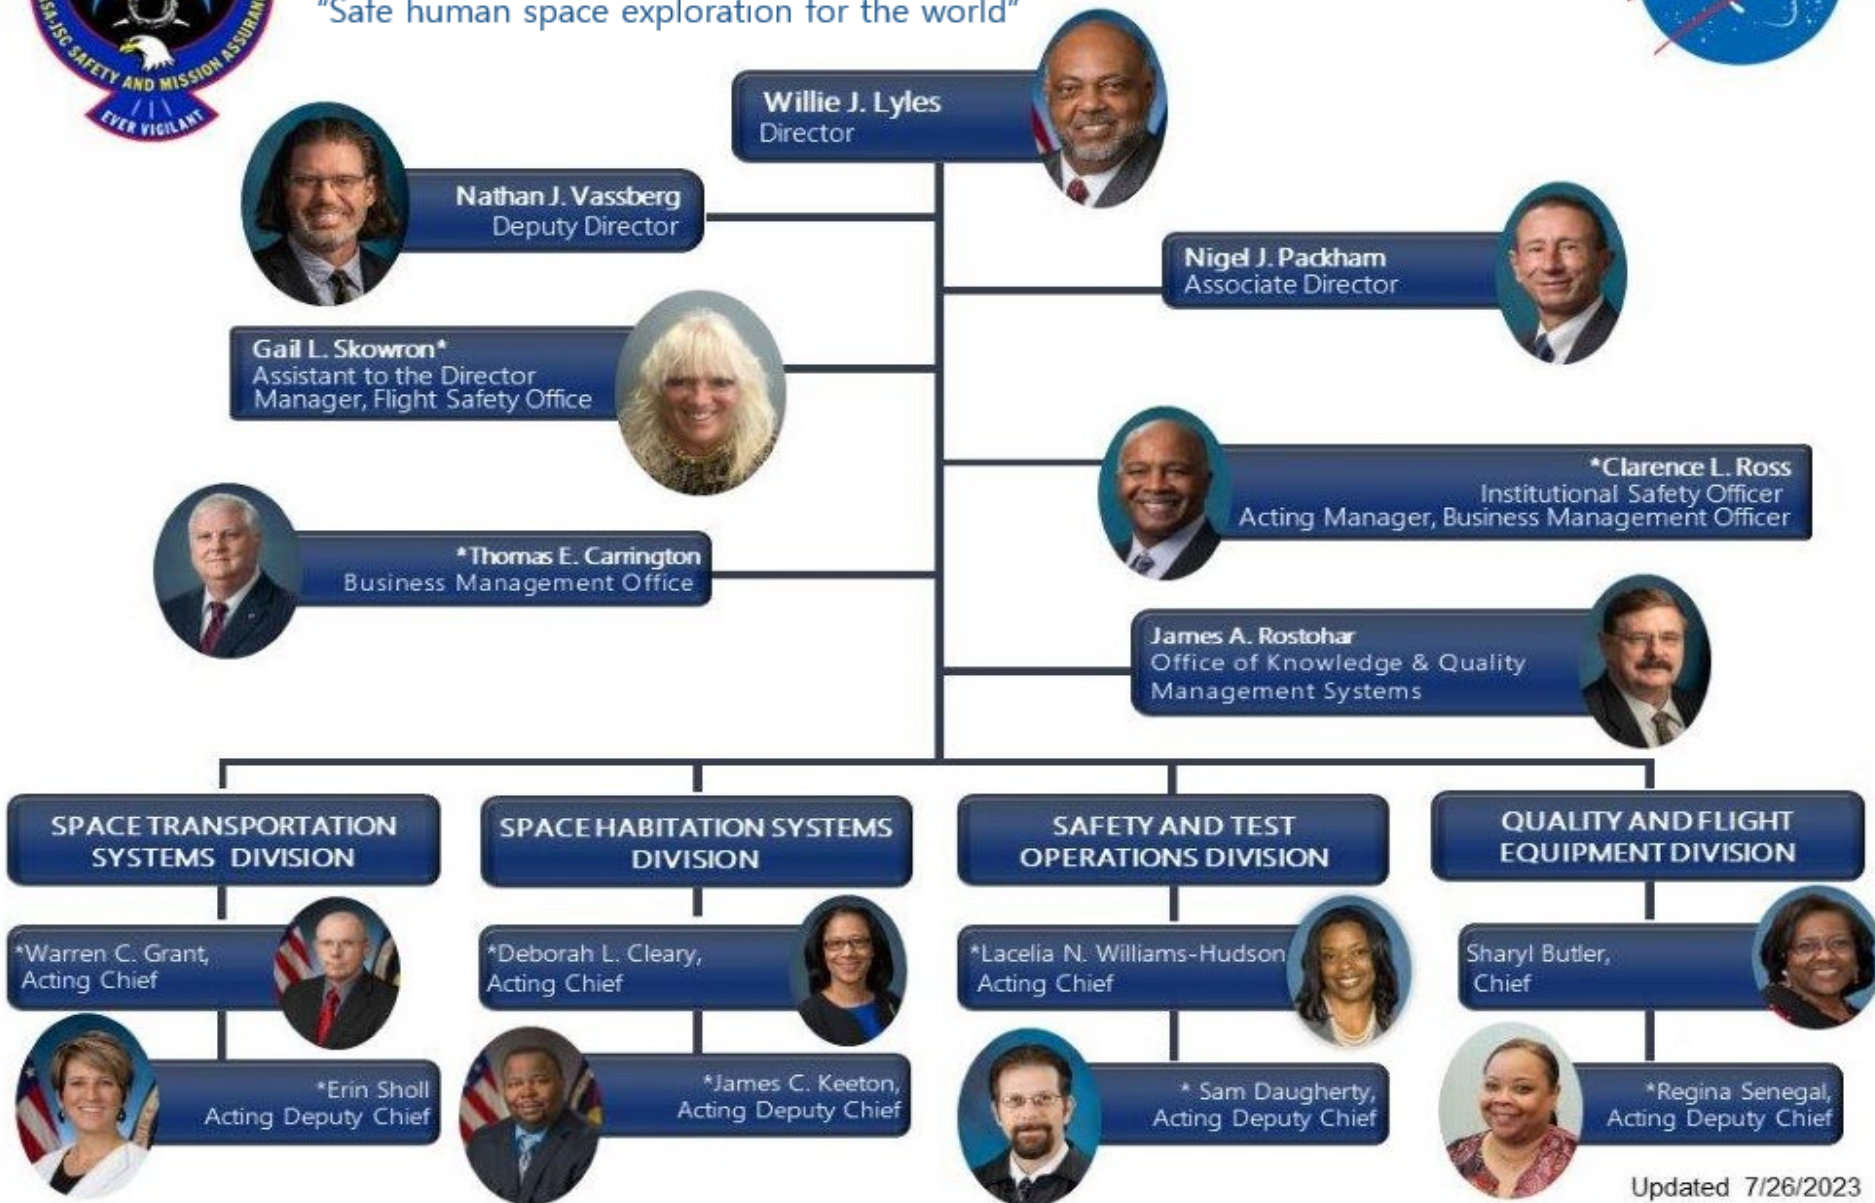 "Safe human space exploration for the world"
JSC SAFETY AND MISSION
EVER VIGILANT
Willie J. Lyles
Director
Nathan J. Vassberg
Deputy Director
Nigel J. Packham
Associate Director
Gail L. Skowron*
Assistant to the Director
Manager, Flight Safety Office
*Clarence L. Ross
Institutional Safety Officer
Acting Manager, Business Management Officer
*Thomas E. Carrington
Business Management Office
James A. Rostohar
Office of Knowledge & Quality
Management Systems
SPACE TRANSPORTATION
SYSTEMS DIVISION
SPACE HABITATION SYSTEMS
DIVISION
SAFETY AND TEST
OPERATIONS DIVISION
QUALITY AND FLIGHT
EQUIPMENT DIVISION
*Warren C. Grant,
Acting Chief
*Deborah L. Cleary,
Acting Chief
*Lacelia N. Williams-Hudson
Acting Chief
Sharyl Butler,
Chief
*Erin Sholl
Acting Deputy Chief
*James C. Keeton,
Acting Deputy Chief
* Sam Daugherty,
Acting Deputy Chief
*Regina Senegal,
Acting Deputy Chief
Updated 7/26/2023